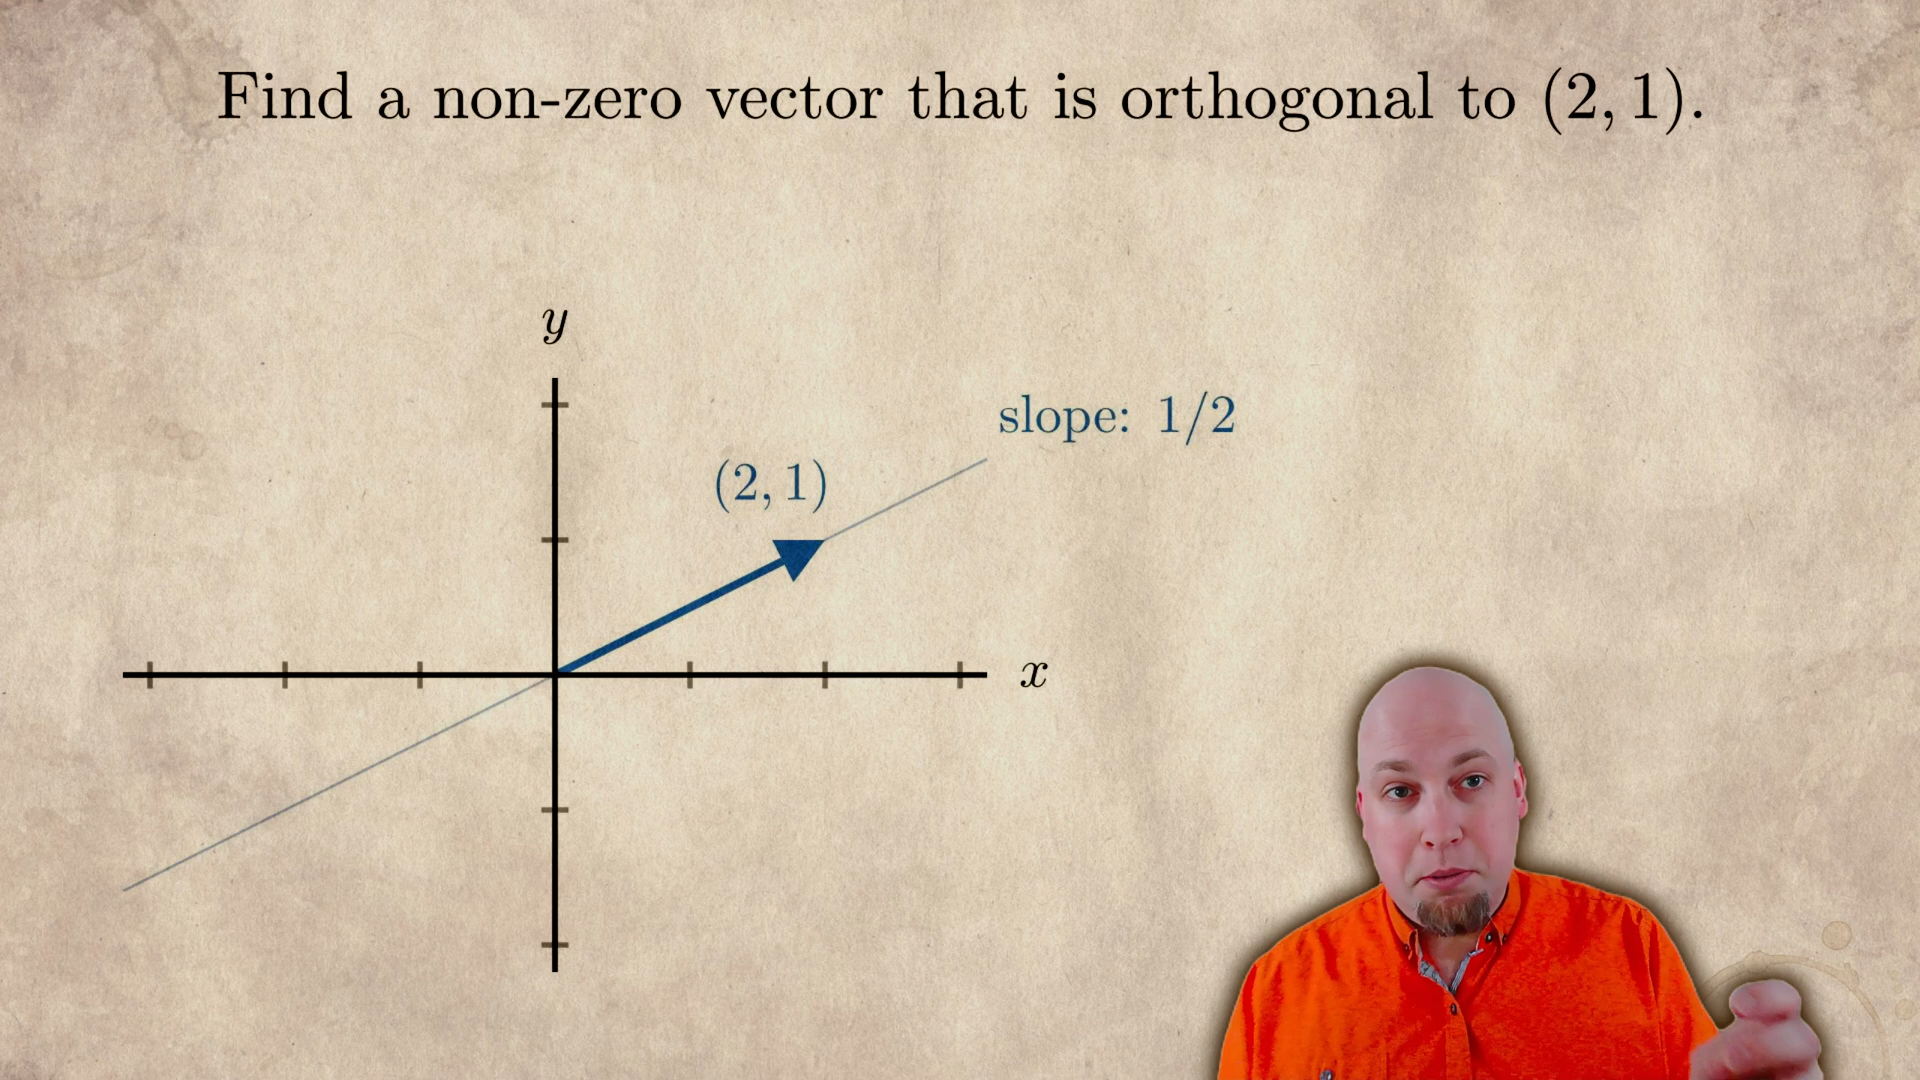 Find a non-zero vector that is orthogonal to (2, 1).
y
slope: 1/2
(2, 1)
x